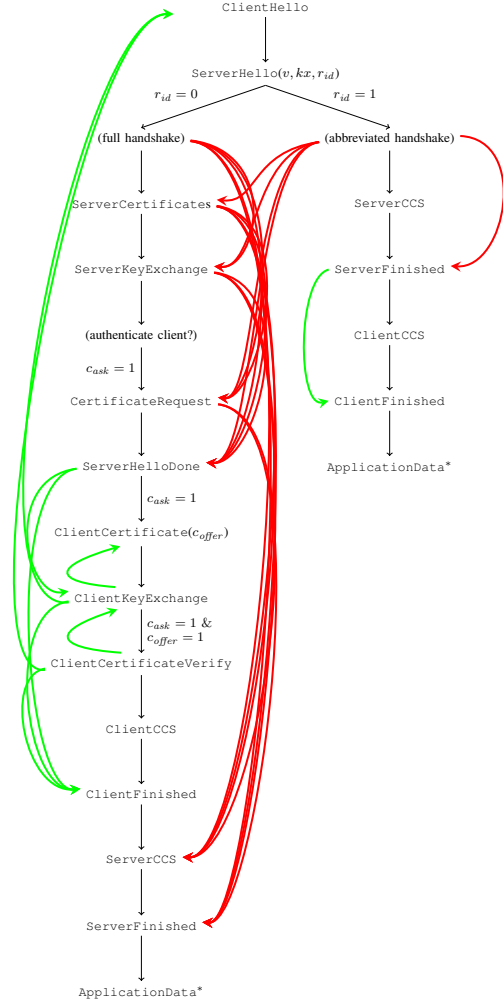 ClientHello
ServerHello(v, kx, r_id)
r_id = 0 r_id = 1
(full handshake) (abbreviated handshake)
ServerCertificates ServerCCS
ServerKeyExchange ServerFinished
(authenticate client?) ClientCCS
c_ask = 1
CertificateRequest ClientFinished
ServerHelloDone ApplicationData*
c_ask = 1
ClientCertificate(c_offer)
ClientKeyExchange
c_ask = 1 &
c_offer = 1
ClientCertificateVerify
ClientCCS
ClientFinished
ServerCCS
ServerFinished
ApplicationData*